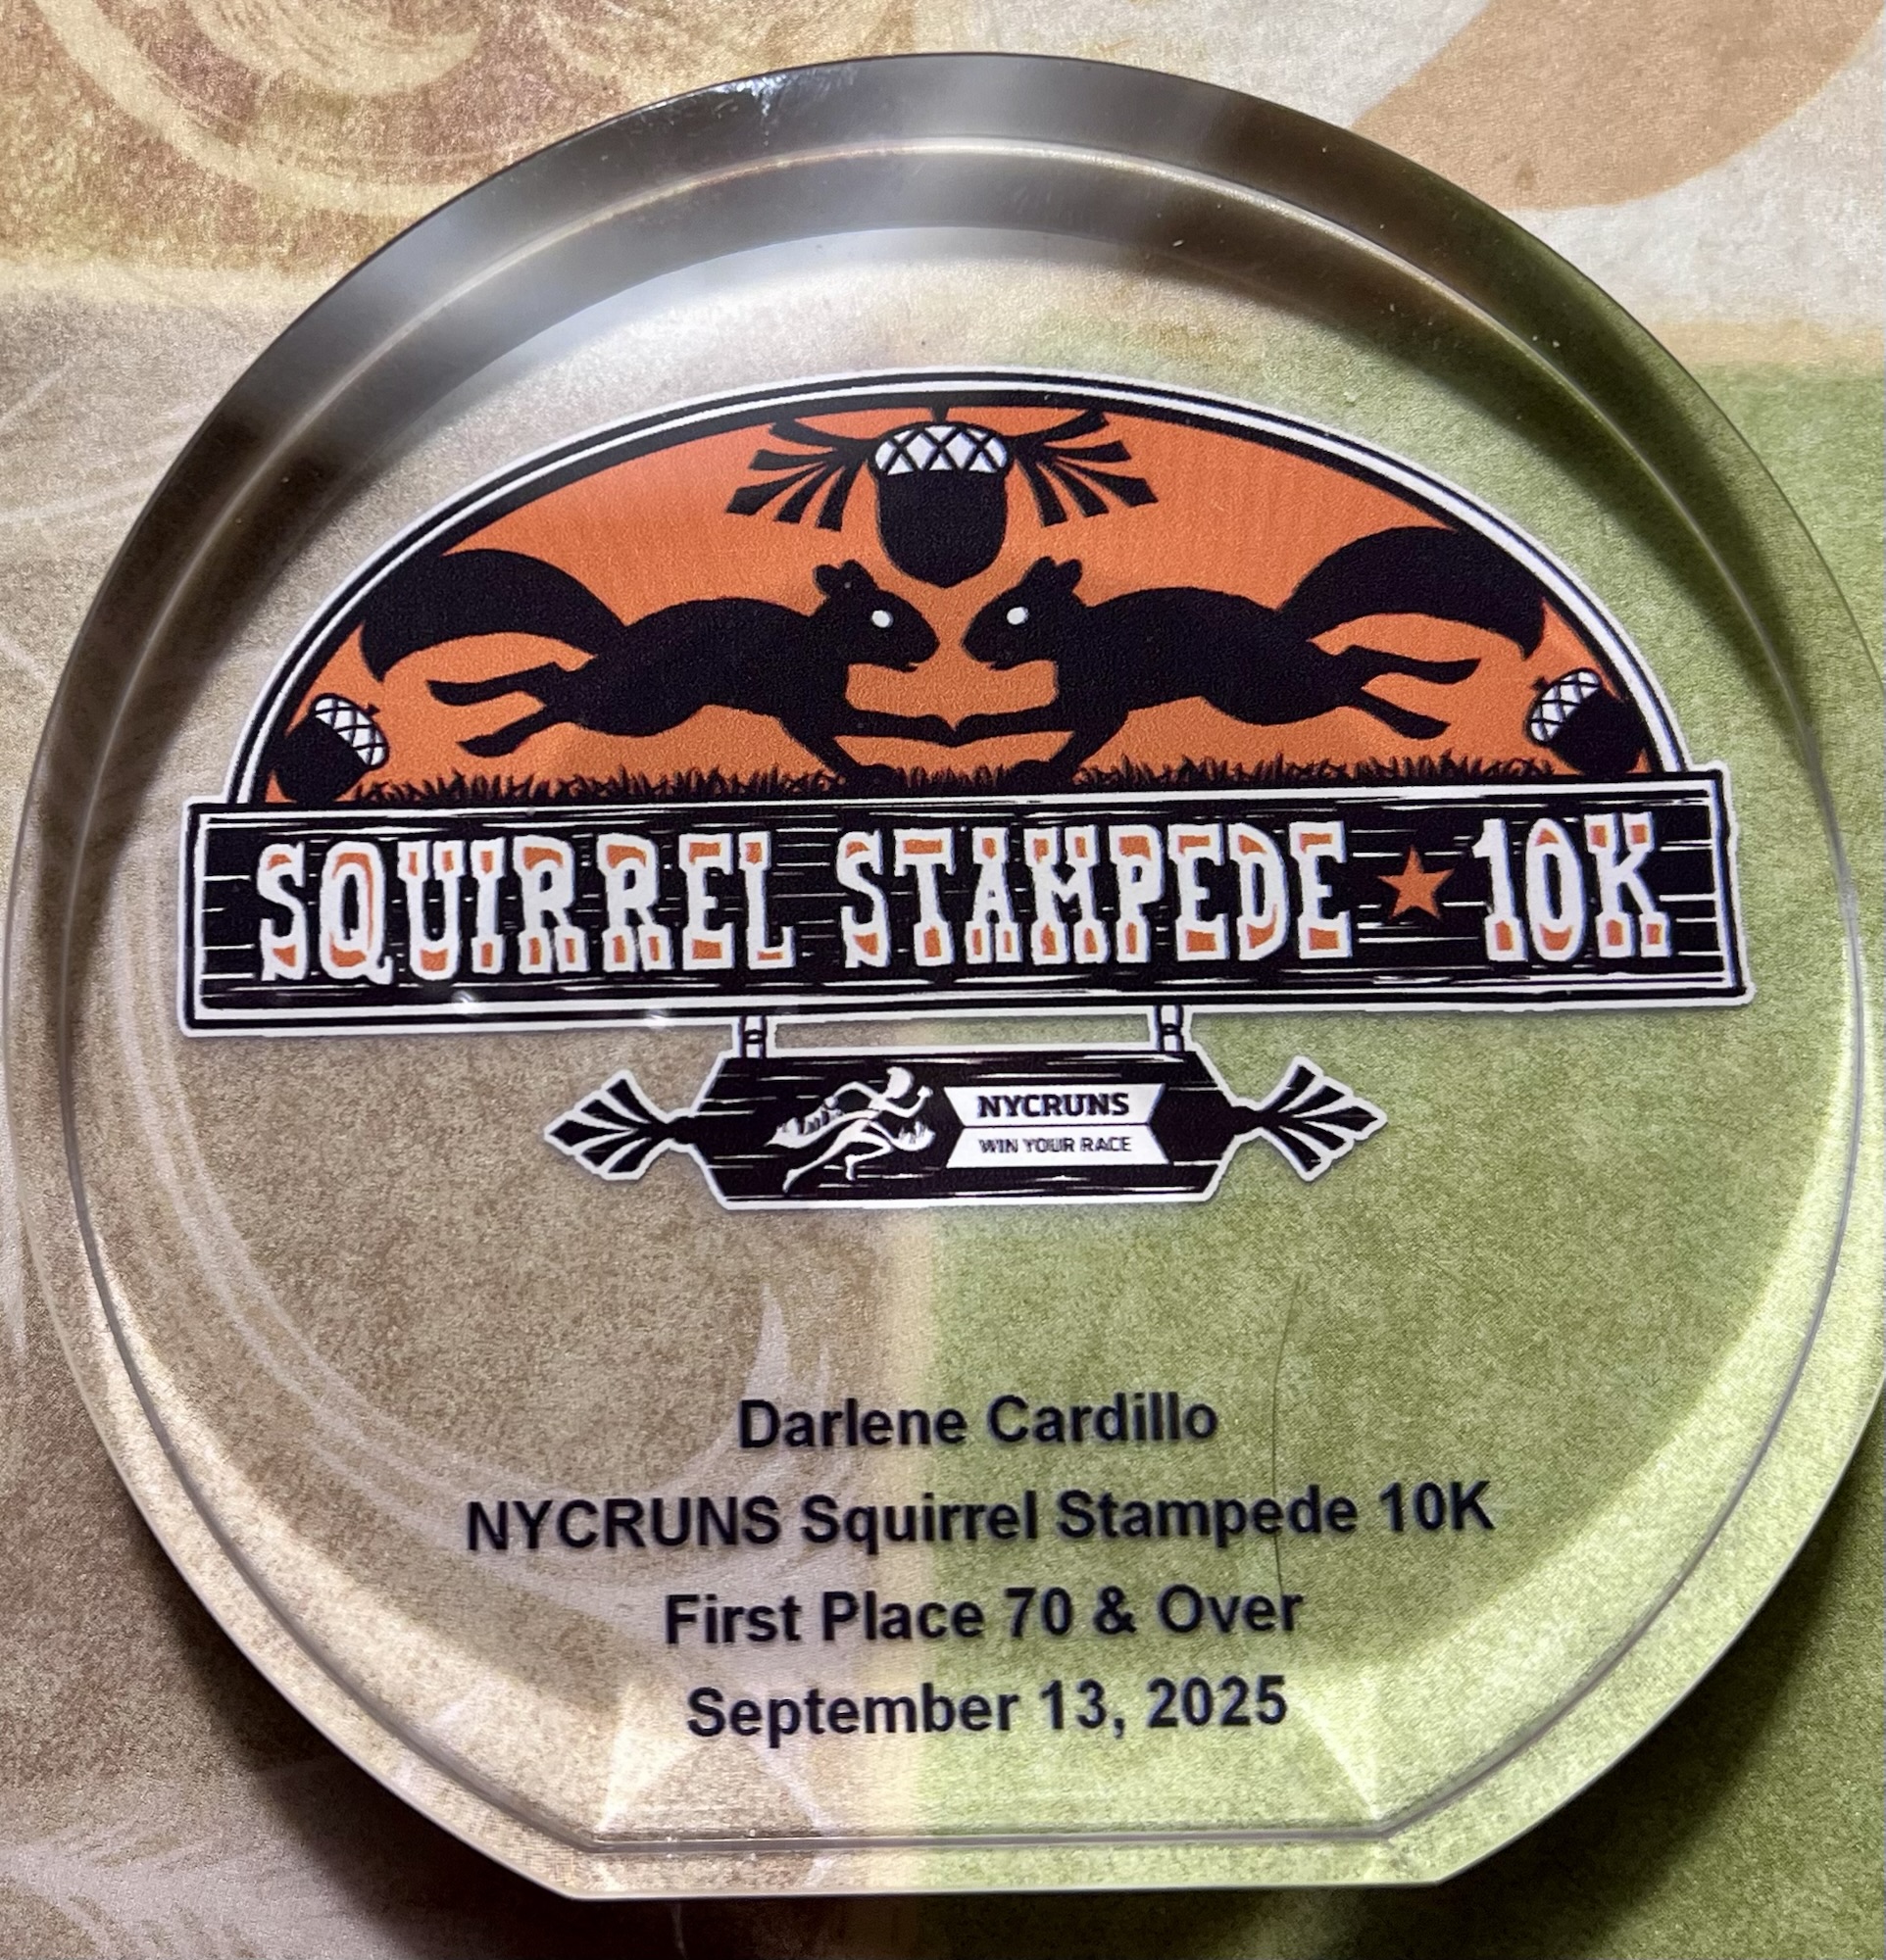 SQUIRREL STAMPEDE ★ 10K
NYCRUNS
WIN YOUR RACE
Darlene Cardillo
NYCRUNS Squirrel Stampede 10K
First Place 70 & Over
September 13, 2025